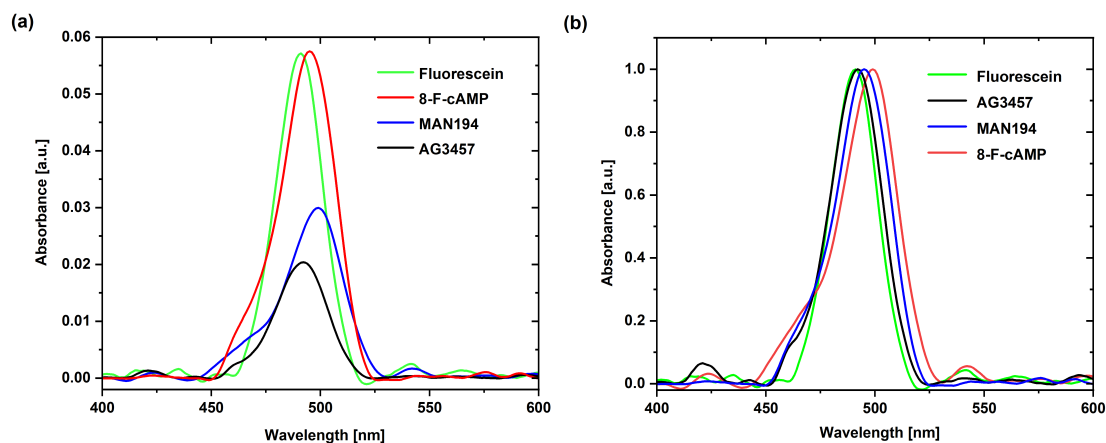 (a)
0.06
0.05
0.04
0.03
0.02
0.01
0.00
Absorbance [a.u.]
Fluorescein
8-F-cAMP
MAN194
AG3457
400
450
500
550
600
Wavelength [nm]
(b)
1.0
0.8
0.6
0.4
0.2
0.0
Absorbance [a.u.]
Fluorescein
AG3457
MAN194
8-F-cAMP
400
450
500
550
600
Wavelength [nm]